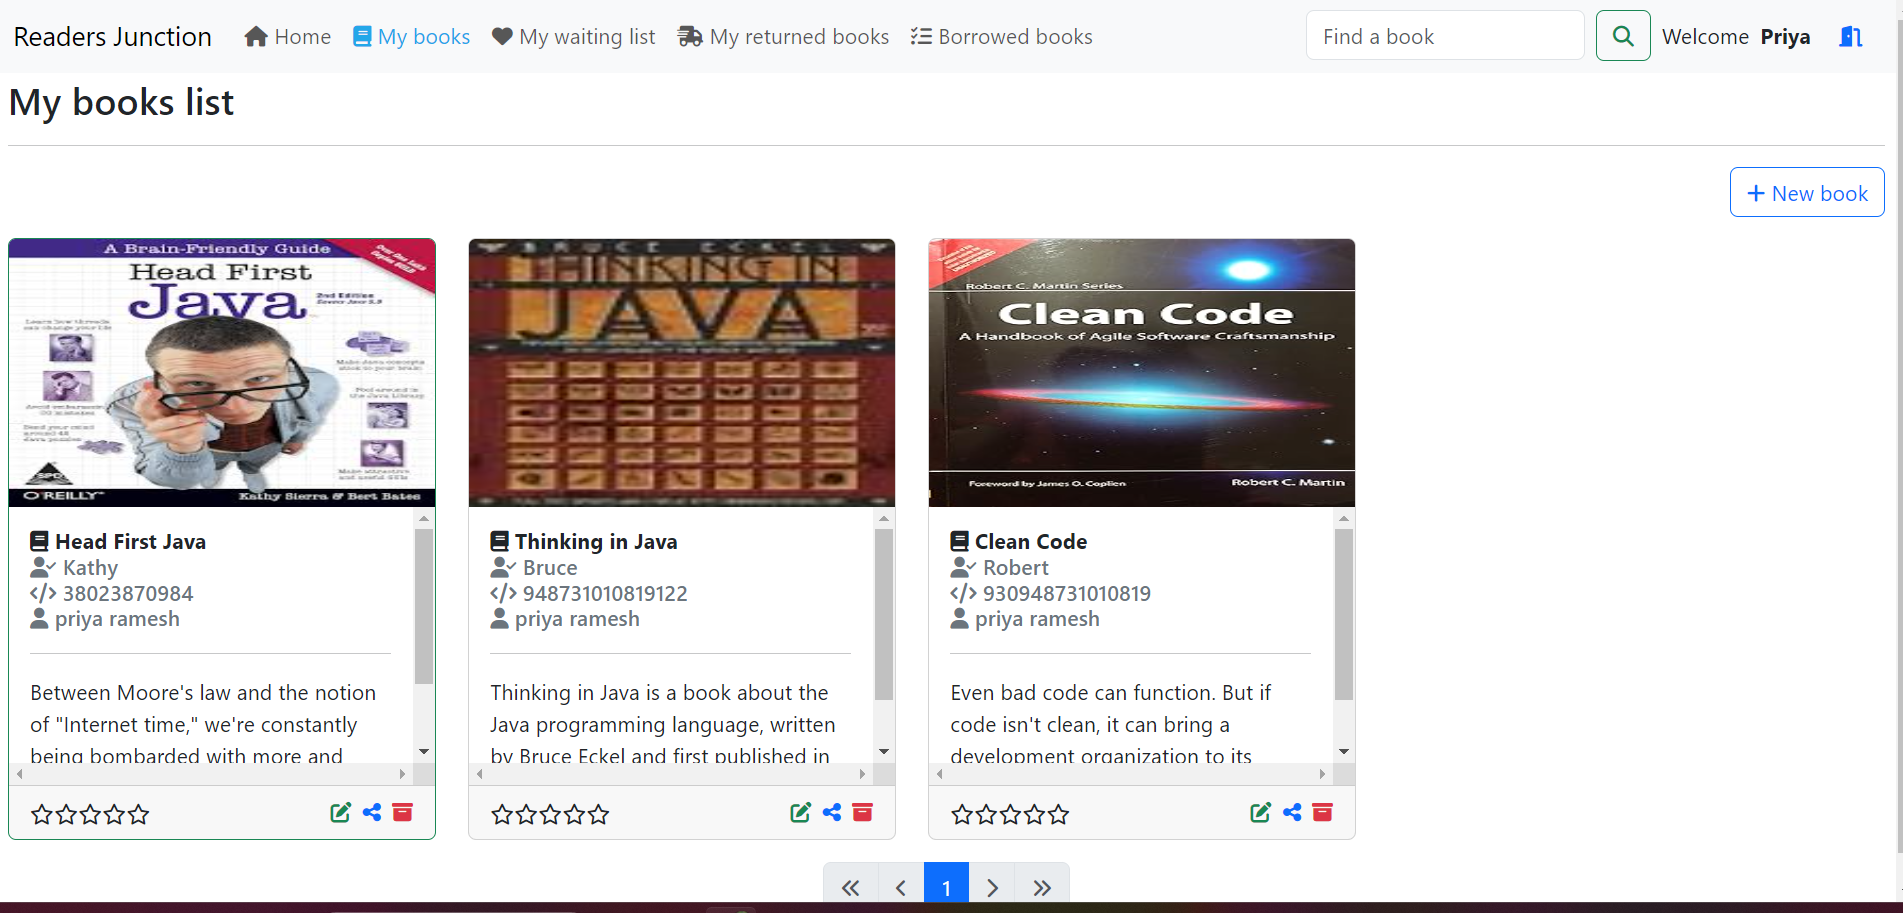 Readers Junction Home My books My waiting list My returned books Borrowed books Find a book Welcome Priya
My books list
New book
A Brain-Friendly Guide
Head First
Java
2nd Edition
O'REILLY
Kathy Sierra & Bert Bates
BRUCE ECKEL
THINKING IN
JAVA
Robert C. Martin Series
Clean Code
A Handbook of Agile Software Craftsmanship
Foreword by James O. Coplien
Robert C. Martin
Head First Java
Kathy
38023870984
priya ramesh
Between Moore's law and the notion
of "Internet time," we're constantly
being bombarded with more and
Thinking in Java
Bruce
948731010819122
priya ramesh
Thinking in Java is a book about the
Java programming language, written
by Bruce Eckel and first published in
Clean Code
Robert
930948731010819
priya ramesh
Even bad code can function. But if
code isn't clean, it can bring a
development organization to its
1